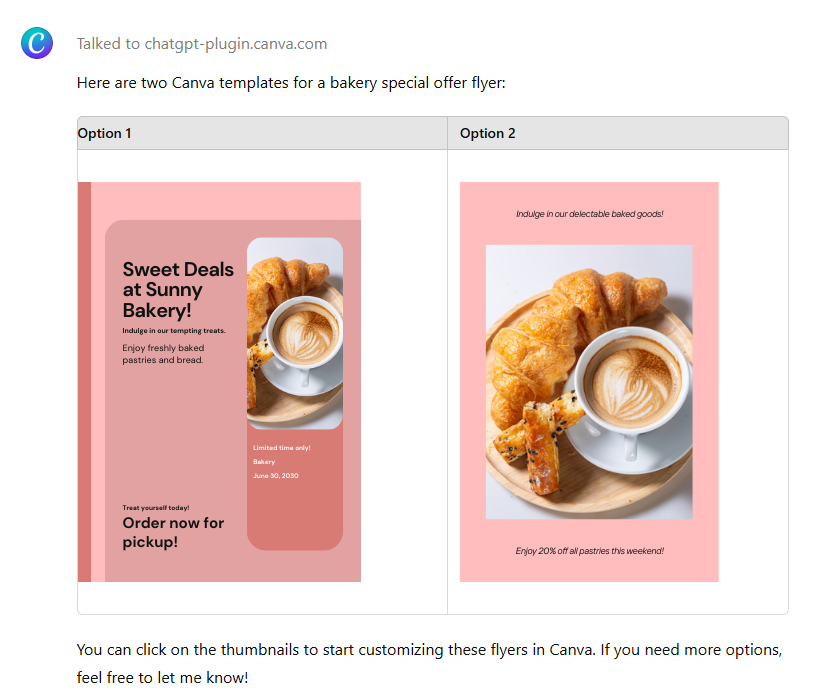 Talked to chatgpt-plugin.canva.com
Here are two Canva templates for a bakery special offer flyer:
Option 1
Option 2
Sweet Deals
at Sunny
Bakery!
Indulge in our tempting treats.
Enjoy freshly baked
pastries and bread.
Limited time only!
Bakery
June 30, 2030
Treat yourself today!
Order now for
pickup!
Indulge in our delectable baked goods!
Enjoy 20% off all pastries this weekend!
You can click on the thumbnails to start customizing these flyers in Canva. If you need more options,
feel free to let me know!